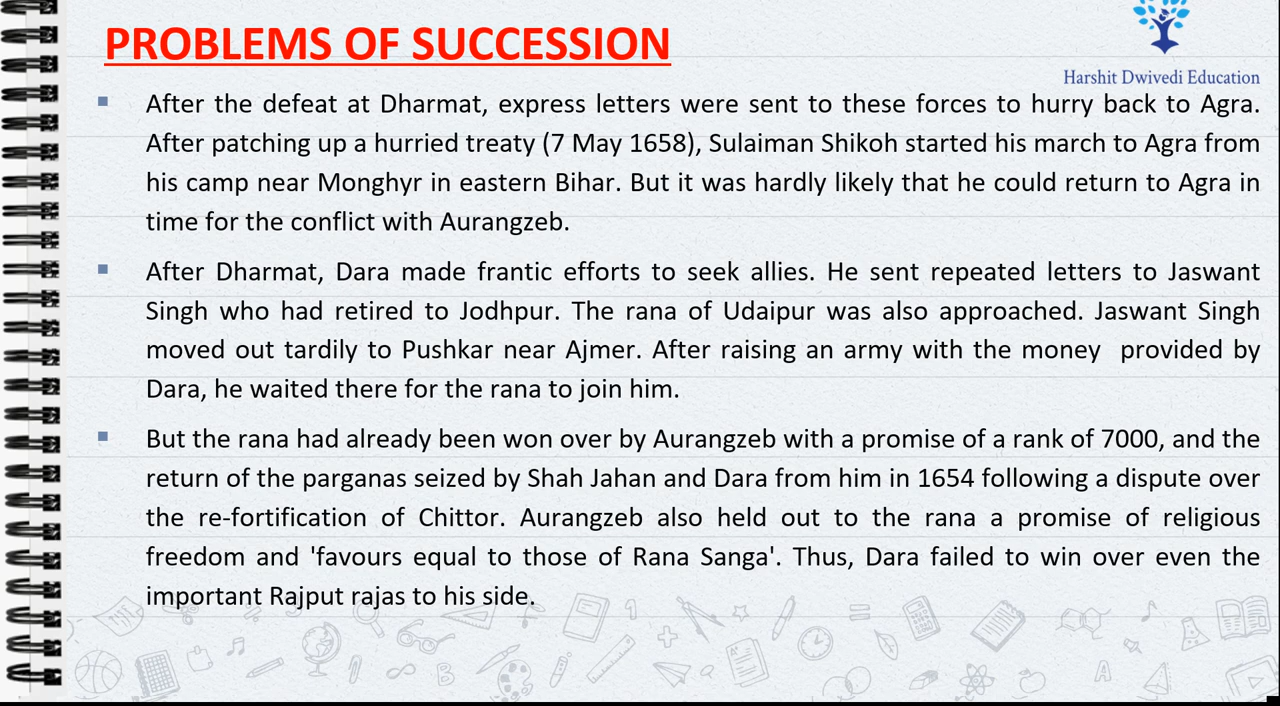 PROBLEMS OF SUCCESSION
Harshit Dwivedi Education
▪ After the defeat at Dharmat, express letters were sent to these forces to hurry back to Agra.
After patching up a hurried treaty (7 May 1658), Sulaiman Shikoh started his march to Agra from
his camp near Monghyr in eastern Bihar. But it was hardly likely that he could return to Agra in
time for the conflict with Aurangzeb.
▪ After Dharmat, Dara made frantic efforts to seek allies. He sent repeated letters to Jaswant
Singh who had retired to Jodhpur. The rana of Udaipur was also approached. Jaswant Singh
moved out tardily to Pushkar near Ajmer. After raising an army with the money provided by
Dara, he waited there for the rana to join him.
▪ But the rana had already been won over by Aurangzeb with a promise of a rank of 7000, and the
return of the parganas seized by Shah Jahan and Dara from him in 1654 following a dispute over
the re-fortification of Chittor. Aurangzeb also held out to the rana a promise of religious
freedom and 'favours equal to those of Rana Sanga'. Thus, Dara failed to win over even the
important Rajput rajas to his side.